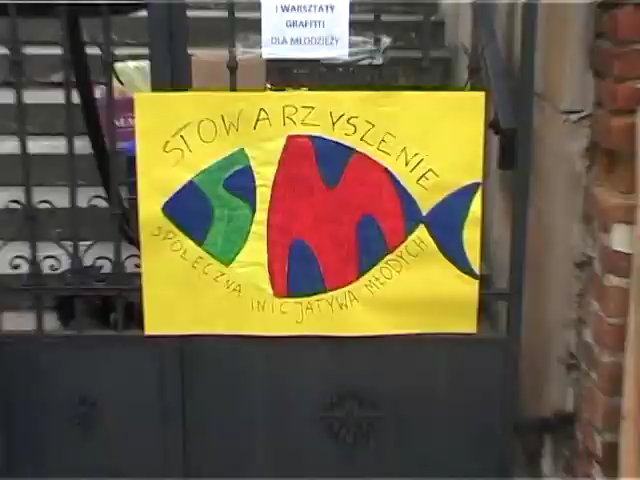 I WARSZTATY
GRAFFITI
DLA MŁODZIEŻY
STOWARZYSZENIE
S M
SPOŁECZNA INICJATYWA MŁODYCH